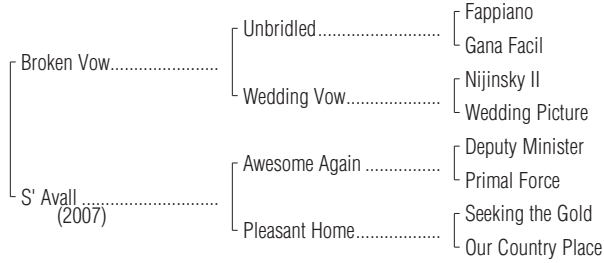 Fappiano
Unbridled............................
Gana Facil
Broken Vow.........................
Nijinsky II
Wedding Vow......................
Wedding Picture
Deputy Minister
Awesome Again ..................
Primal Force
S' Avall ................................
(2007)
Seeking the Gold
Pleasant Home....................
Our Country Place